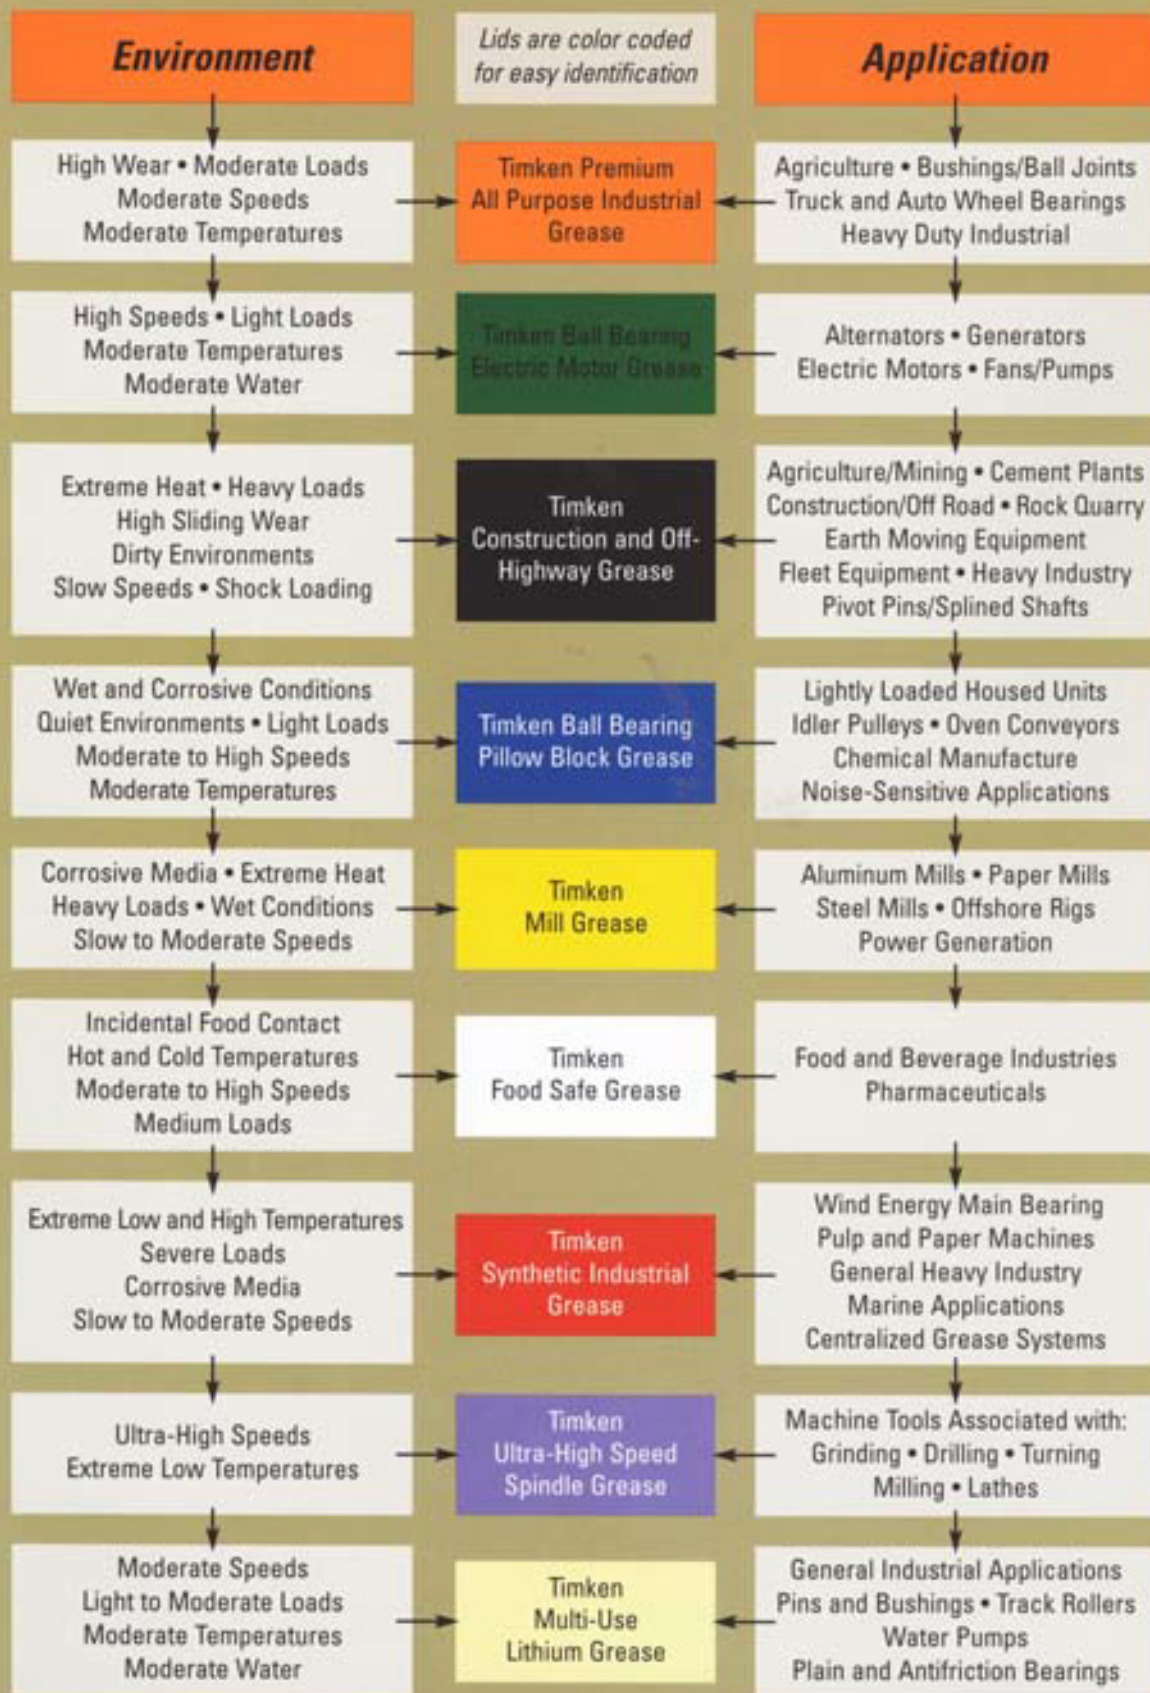 Environment
Lids are color coded
for easy identification
Application
High Wear • Moderate Loads
Moderate Speeds
Moderate Temperatures
Timken Premium
All Purpose Industrial
Grease
Agriculture • Bushings/Ball Joints
Truck and Auto Wheel Bearings
Heavy Duty Industrial
High Speeds • Light Loads
Moderate Temperatures
Moderate Water
Timken Ball Bearing
Electric Motor Grease
Alternators • Generators
Electric Motors • Fans/Pumps
Extreme Heat • Heavy Loads
High Sliding Wear
Dirty Environments
Slow Speeds • Shock Loading
Timken
Construction and Off-
Highway Grease
Agriculture/Mining • Cement Plants
Construction/Off Road • Rock Quarry
Earth Moving Equipment
Fleet Equipment • Heavy Industry
Pivot Pins/Splined Shafts
Wet and Corrosive Conditions
Quiet Environments • Light Loads
Moderate to High Speeds
Moderate Temperatures
Timken Ball Bearing
Pillow Block Grease
Lightly Loaded Housed Units
Idler Pulleys • Oven Conveyors
Chemical Manufacture
Noise-Sensitive Applications
Corrosive Media • Extreme Heat
Heavy Loads • Wet Conditions
Slow to Moderate Speeds
Timken
Mill Grease
Aluminum Mills • Paper Mills
Steel Mills • Offshore Rigs
Power Generation
Incidental Food Contact
Hot and Cold Temperatures
Moderate to High Speeds
Medium Loads
Timken
Food Safe Grease
Food and Beverage Industries
Pharmaceuticals
Extreme Low and High Temperatures
Severe Loads
Corrosive Media
Slow to Moderate Speeds
Timken
Synthetic Industrial
Grease
Wind Energy Main Bearing
Pulp and Paper Machines
General Heavy Industry
Marine Applications
Centralized Grease Systems
Ultra-High Speeds
Extreme Low Temperatures
Timken
Ultra-High Speed
Spindle Grease
Machine Tools Associated with:
Grinding • Drilling • Turning
Milling • Lathes
Moderate Speeds
Light to Moderate Loads
Moderate Temperatures
Moderate Water
Timken
Multi-Use
Lithium Grease
General Industrial Applications
Pins and Bushings • Track Rollers
Water Pumps
Plain and Antifriction Bearings